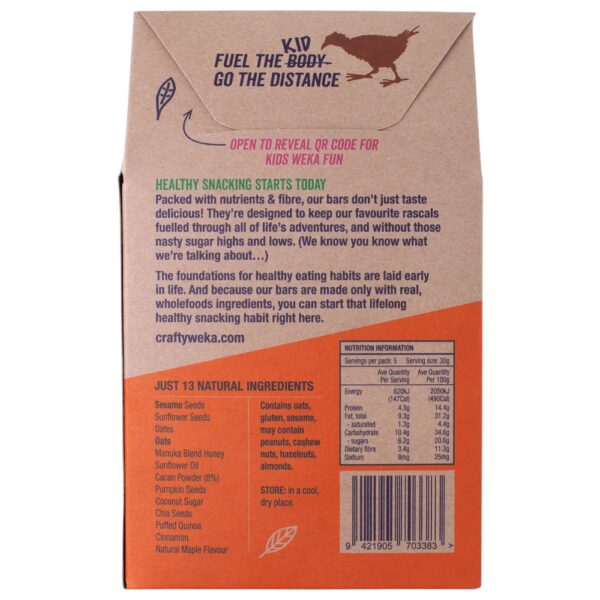 KID
FUEL THE BODY
GO THE DISTANCE
OPEN TO REVEAL QR CODE FOR
KIDS WEKA FUN
HEALTHY SNACKING STARTS TODAY
Packed with nutrients & fibre, our bars don't just taste
delicious! They're designed to keep our favourite rascals
fuelled through all of life's adventures, and without those
nasty sugar highs and lows. (We know you know what
we're talking about...)
The foundations for healthy eating habits are laid early
in life. And because our bars are made only with real,
wholefoods ingredients, you can start that lifelong
healthy snacking habit right here.
craftyweka.com
JUST 13 NATURAL INGREDIENTS
Sesame Seeds
Sunflower Seeds
Dates
Oats
Manuka Blend Honey
Sunflower Oil
Cacao Powder (6%)
Pumpkin Seeds
Coconut Sugar
Chia Seeds
Puffed Quinoa
Cinnamon
Natural Maple Flavour
Contains oats,
gluten, sesame,
may contain
peanuts, cashew
nuts, hazelnuts,
almonds.
STORE: in a cool,
dry place.
NUTRITION INFORMATION
Servings per pack: 5 Serving size: 30g
Ave Quantity Ave Quantity
Per Serving Per 100g
Energy 620kJ 2050kJ
(147Cal) (490Cal)
Protein 4.3g 14.4g
Fat, total 9.3g 31.2g
- saturated 1.3g 4.4g
Carbohydrate 10.4g 34.6g
- sugars 6.2g 20.6g
Dietary fibre 3.4g 11.3g
Sodium 8mg 25mg
9 421905 703383 >